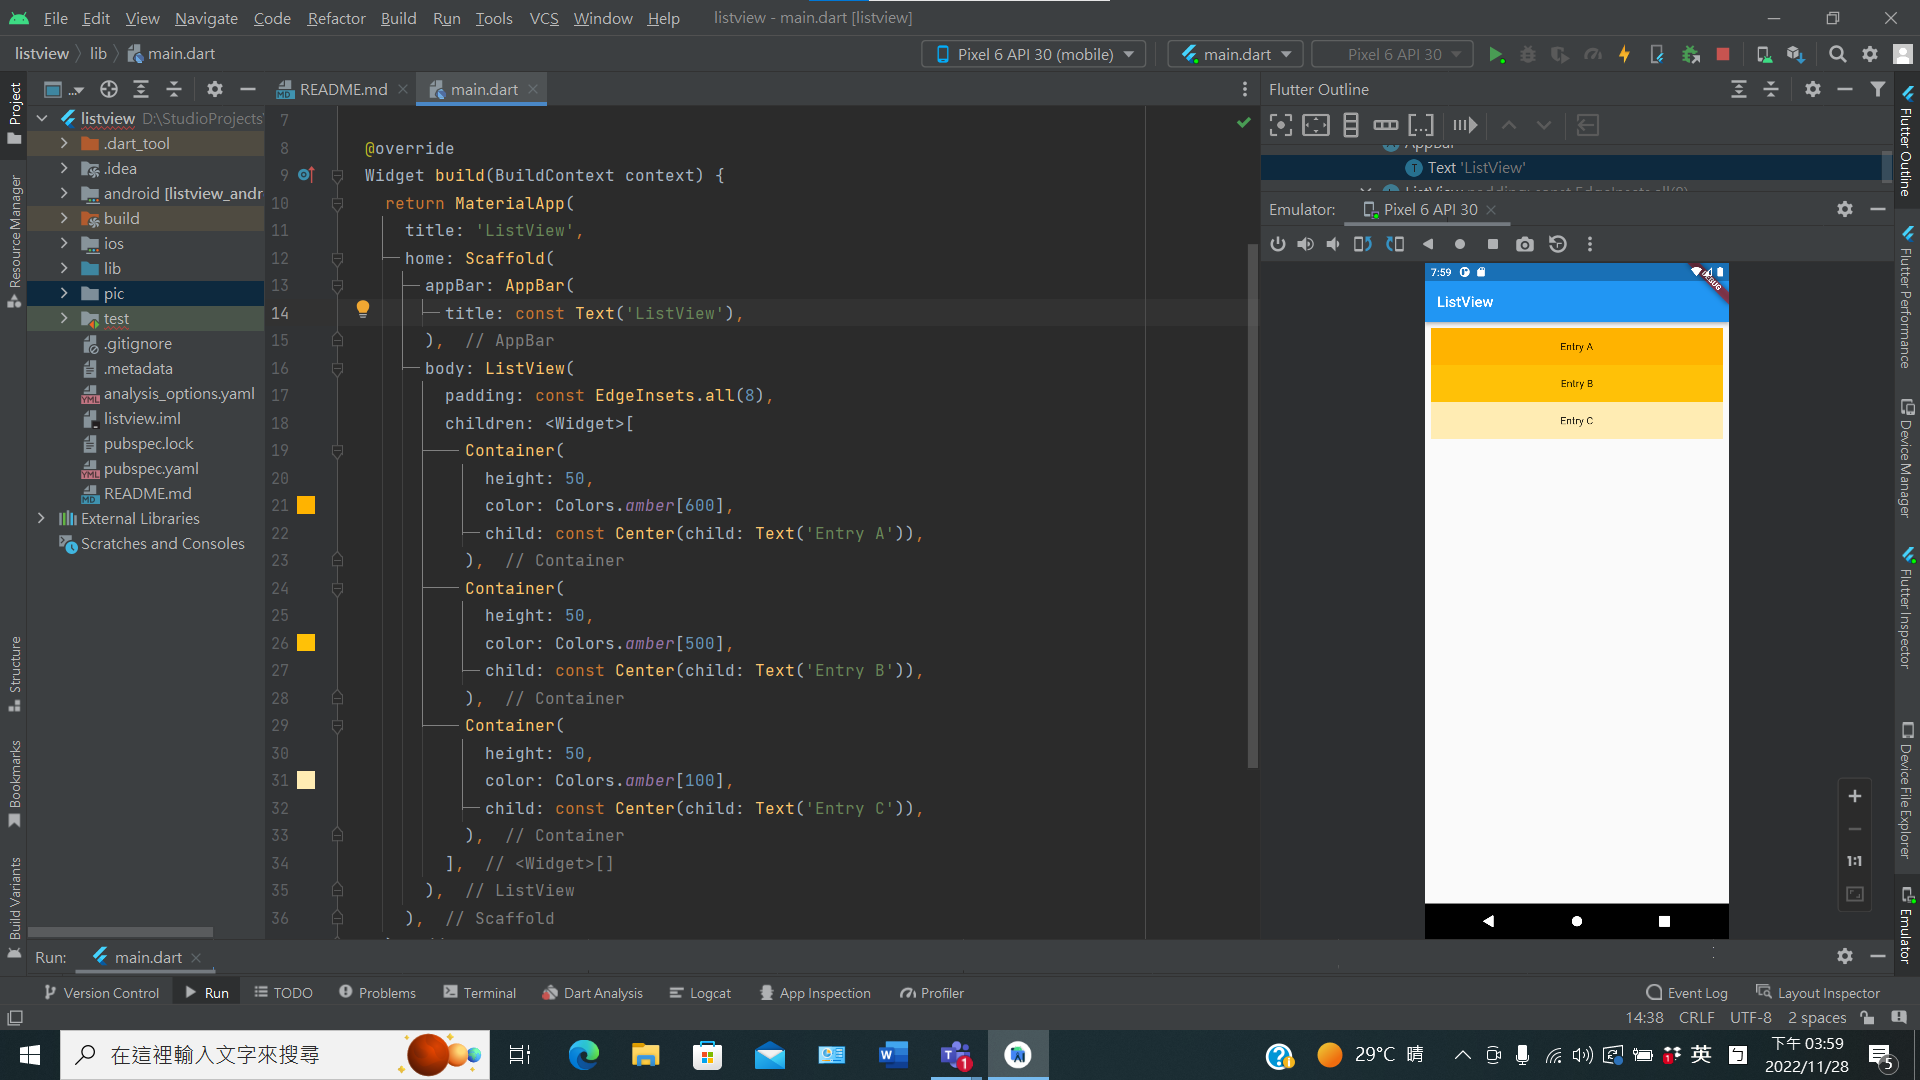 File Edit View Navigate Code Refactor Build Run Tools VCS Window Help listview - main.dart [listview]
listview lib main.dart Pixel 6 API 30 (mobile) main.dart Pixel 6 API 30
Project
Resource Manager
Structure
Bookmarks
Build Variants
listview D:\StudioProjects\
.dart_tool
.idea
android [listview_andr
build
ios
lib
pic
test
.gitignore
.metadata
analysis_options.yaml
listview.iml
pubspec.lock
pubspec.yaml
README.md
External Libraries
Scratches and Consoles
README.md main.dart
7
8 @override
9 Widget build(BuildContext context) {
10 return MaterialApp(
11 title: 'ListView',
12 home: Scaffold(
13 appBar: AppBar(
14 title: const Text('ListView'),
15 ), // AppBar
16 body: ListView(
17 padding: const EdgeInsets.all(8),
18 children: <Widget>[
19 Container(
20 height: 50,
21 color: Colors.amber[600],
22 child: const Center(child: Text('Entry A')),
23 ), // Container
24 Container(
25 height: 50,
26 color: Colors.amber[500],
27 child: const Center(child: Text('Entry B')),
28 ), // Container
29 Container(
30 height: 50,
31 color: Colors.amber[100],
32 child: const Center(child: Text('Entry C')),
33 ), // Container
34 ], // <Widget>[]
35 ), // ListView
36 ), // Scaffold
Flutter Outline
AppBar
Text 'ListView'
ListView padding: const EdgeInsets.all(8)
Emulator: Pixel 6 API 30
7:59
DEBUG
ListView
Entry A
Entry B
Entry C
1:1
Flutter Outline
Flutter Performance
Device Manager
Flutter Inspector
Device File Explorer
Emulator
Run: main.dart
Version Control Run TODO Problems Terminal Dart Analysis Logcat App Inspection Profiler Event Log Layout Inspector
14:38 CRLF UTF-8 2 spaces
在這裡輸入文字來搜尋 1 29°C 晴 1 英 下午 03:59
2022/11/28 5